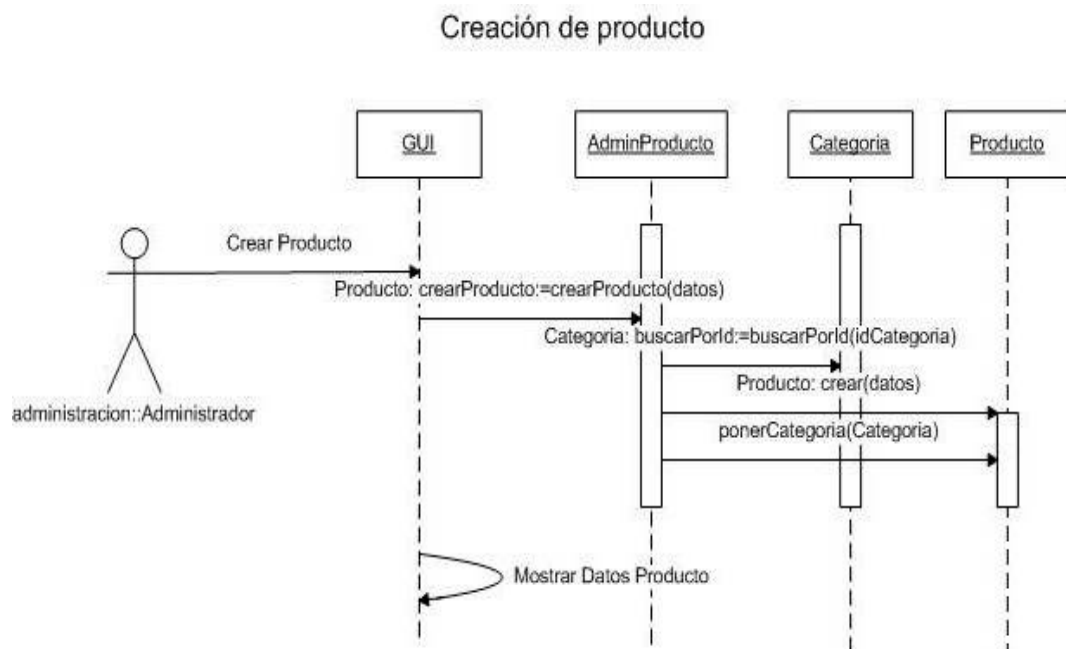 Creación de producto
GUI
AdminProducto
Categoria
Producto
Crear Producto
Producto: crearProducto:=crearProducto(datos)
Categoria: buscarPorId:=buscarPorId(idCategoria)
Producto: crear(datos)
ponerCategoria(Categoria)
administracion::Administrador
Mostrar Datos Producto